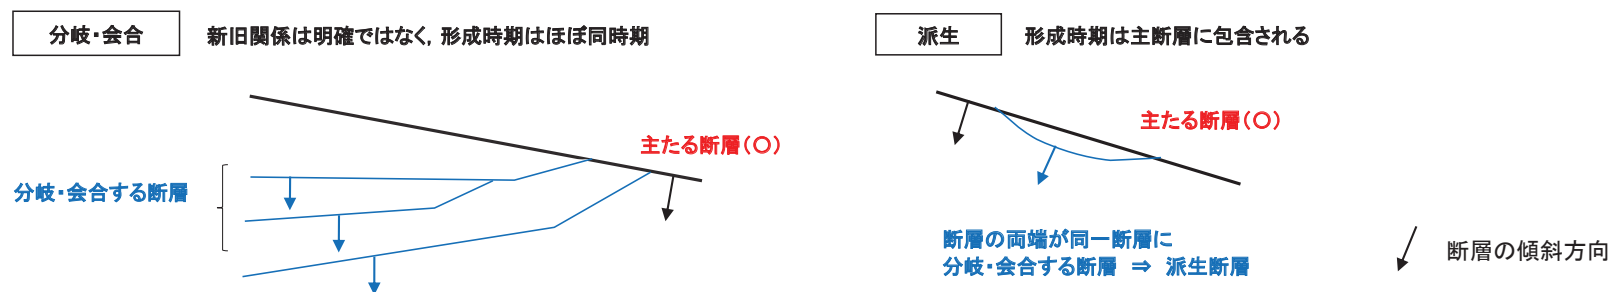 分岐・会合
新旧関係は明確ではなく，形成時期はほぼ同時期
主たる断層（○）
分岐・会合する断層
派生
形成時期は主断層に包含される
主たる断層（○）
断層の両端が同一断層に
分岐・会合する断層 ⇒ 派生断層
断層の傾斜方向